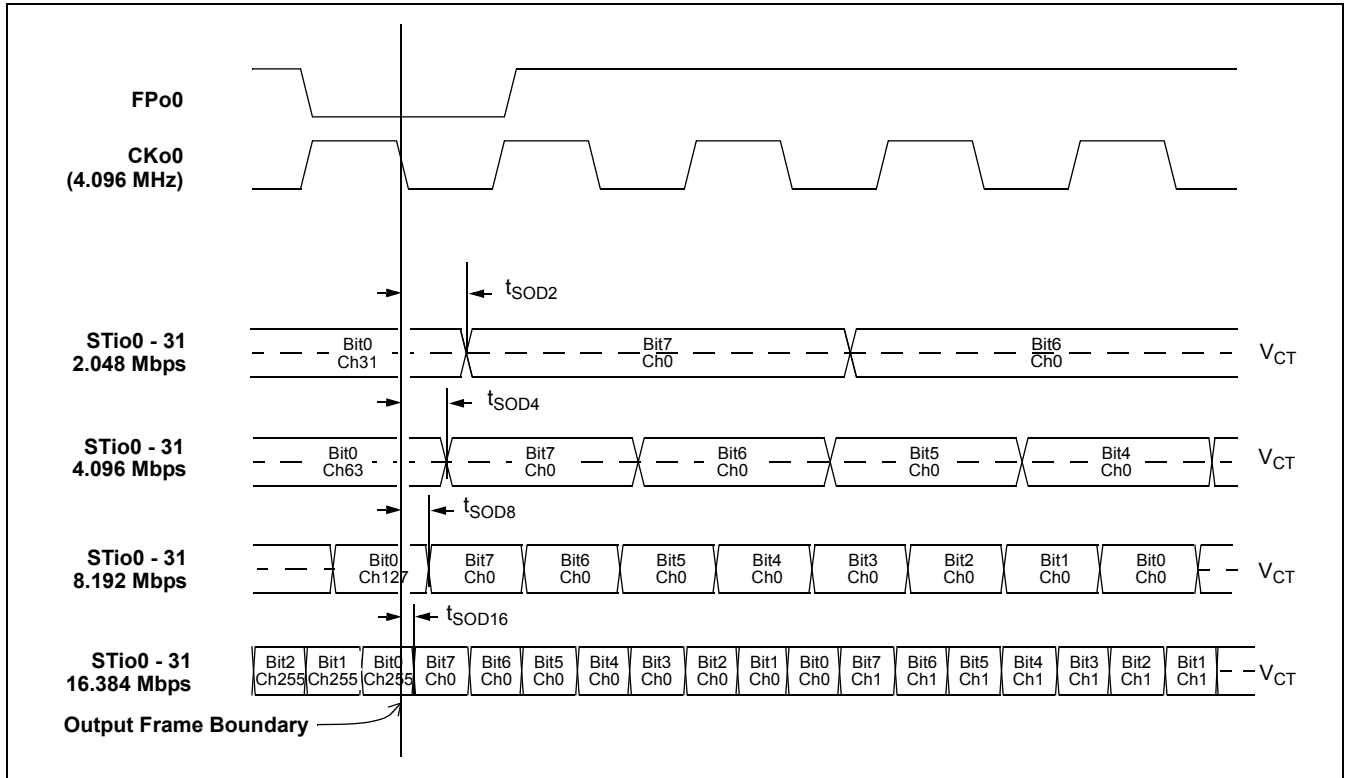 FPo0
CKo0
(4.096 MHz)
tSOD2
STio0 - 31
2.048 Mbps
Bit0
Ch31
Bit7
Ch0
Bit6
Ch0
VCT
tSOD4
STio0 - 31
4.096 Mbps
Bit0
Ch63
Bit7
Ch0
Bit6
Ch0
Bit5
Ch0
Bit4
Ch0
VCT
tSOD8
STio0 - 31
8.192 Mbps
Bit0
Ch127
Bit7
Ch0
Bit6
Ch0
Bit5
Ch0
Bit4
Ch0
Bit3
Ch0
Bit2
Ch0
Bit1
Ch0
Bit0
Ch0
VCT
tSOD16
STio0 - 31
16.384 Mbps
Bit2
Ch255
Bit1
Ch255
Bit0
Ch255
Bit7
Ch0
Bit6
Ch0
Bit5
Ch0
Bit4
Ch0
Bit3
Ch0
Bit2
Ch0
Bit1
Ch0
Bit0
Ch0
Bit7
Ch1
Bit6
Ch1
Bit5
Ch1
Bit4
Ch1
Bit3
Ch1
Bit2
Ch1
Bit1
Ch1
VCT
Output Frame Boundary